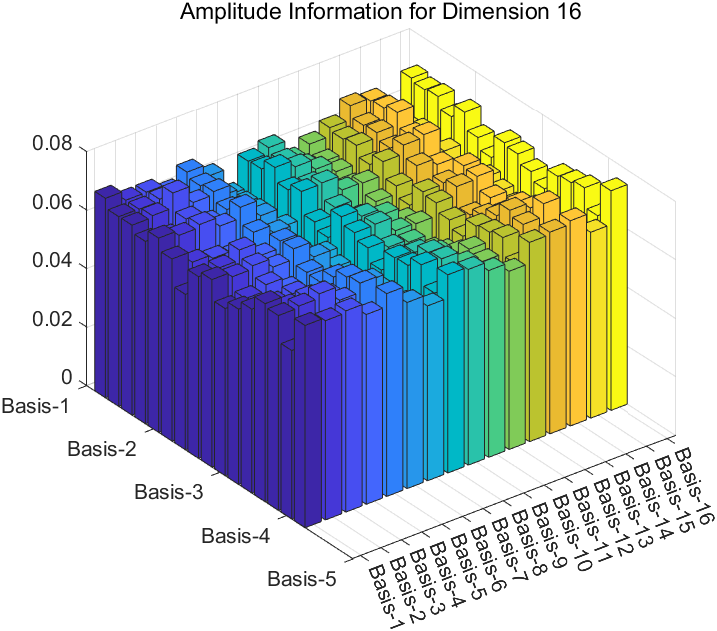 Amplitude Information for Dimension 16
0.08
0.06
0.04
0.02
0
Basis-1
Basis-2
Basis-3
Basis-4
Basis-5
Basis-1
Basis-2
Basis-3
Basis-4
Basis-5
Basis-6
Basis-7
Basis-8
Basis-9
Basis-10
Basis-11
Basis-12
Basis-13
Basis-14
Basis-15
Basis-16